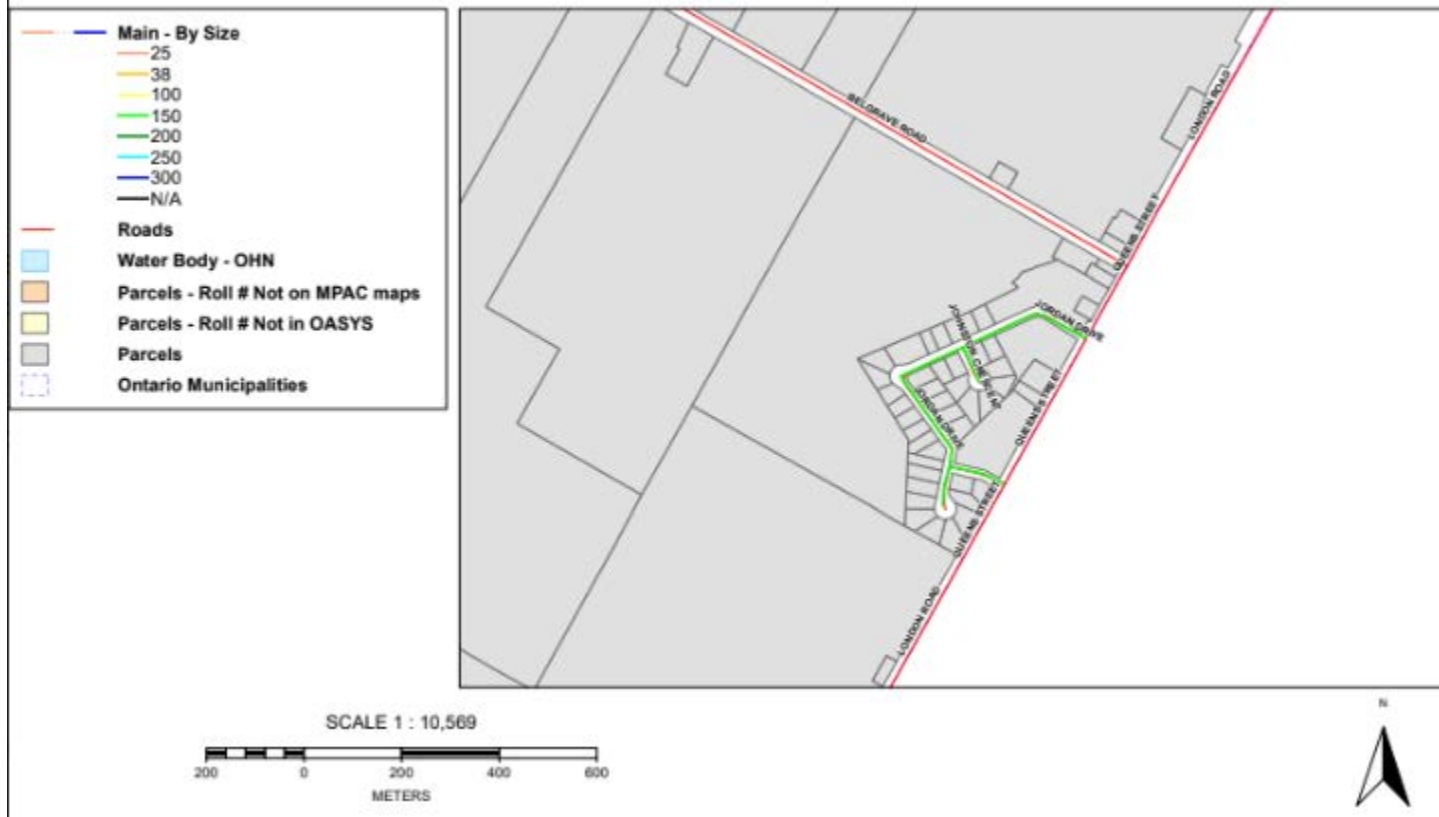 Main - By Size
25
38
100
150
200
250
300
N/A
Roads
Water Body - OHN
Parcels - Roll # Not on MPAC maps
Parcels - Roll # Not in OASYS
Parcels
Ontario Municipalities
BELGRAVE ROAD
LONDON ROAD
QUEENS STREET
JORDAN DRIVE
JOHNSTON CRESCENT
QUEENS STREET
JORDAN DRIVE
QUEENS STREET
LONDON ROAD
SCALE 1 : 10,569
200 0 200 400 600
METERS
N